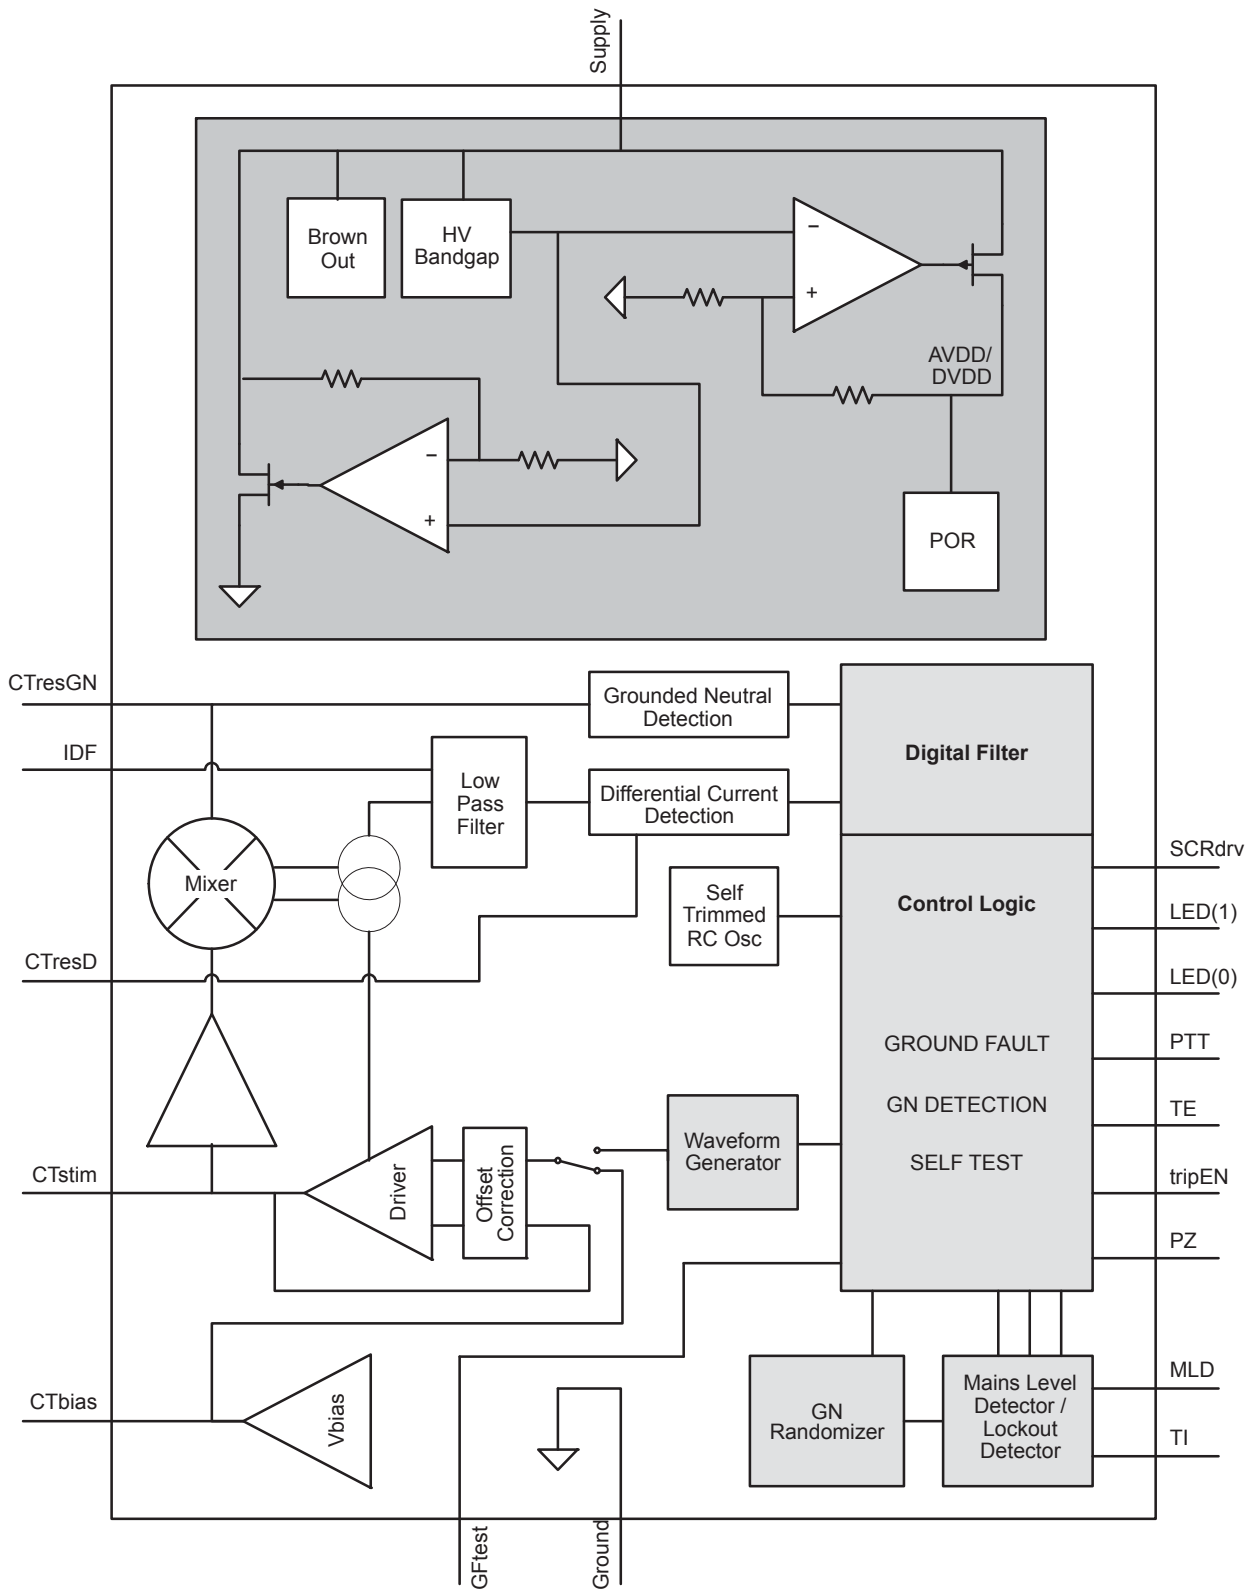 Supply
Brown
Out
HV
Bandgap
−
+
AVDD/
DVDD
−
+
POR
CTresGN
Grounded Neutral
Detection
Digital Filter
IDF
Low
Pass
Filter
Differential Current
Detection
Mixer
SCRdrv
Self
Trimmed
RC Osc
Control Logic
LED(1)
CTresD
LED(0)
GROUND FAULT
PTT
GN DETECTION
TE
Waveform
Generator
SELF TEST
CTstim
Driver
Offset
Correction
tripEN
PZ
CTbias
Vbias
GN
Randomizer
Mains Level
Detector /
Lockout
Detector
MLD
TI
GFtest
Ground